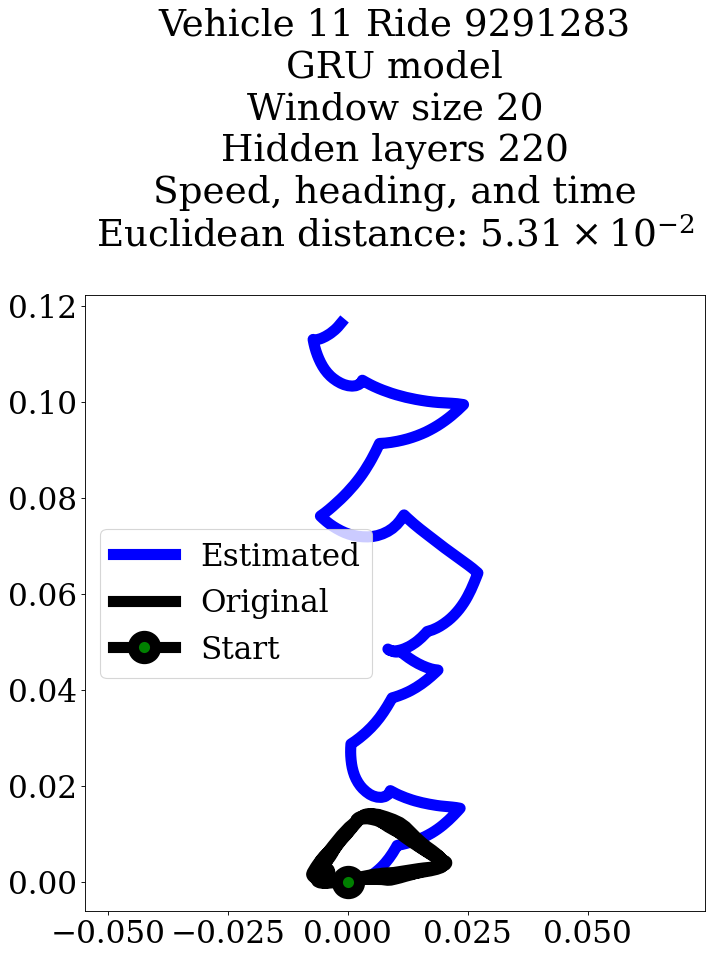 Vehicle 11 Ride 9291283
GRU model
Window size 20
Hidden layers 220
Speed, heading, and time
Euclidean distance: 5.31 × 10⁻²
0.12
0.10
0.08
0.06
0.04
0.02
0.00
Estimated
Original
Start
−0.050 −0.025 0.000 0.025 0.050